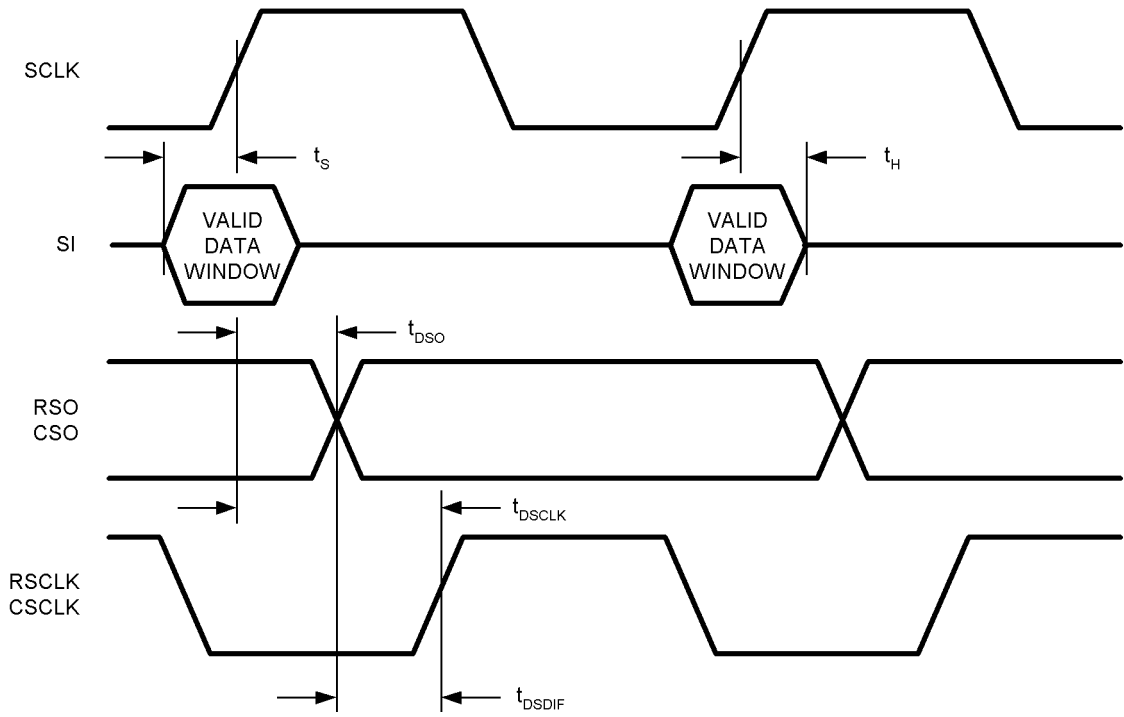 SCLK
tS
tH
SI
VALID
DATA
WINDOW
VALID
DATA
WINDOW
tDSO
RSO
CSO
tDSCLK
RSCLK
CSCLK
tDSDIF